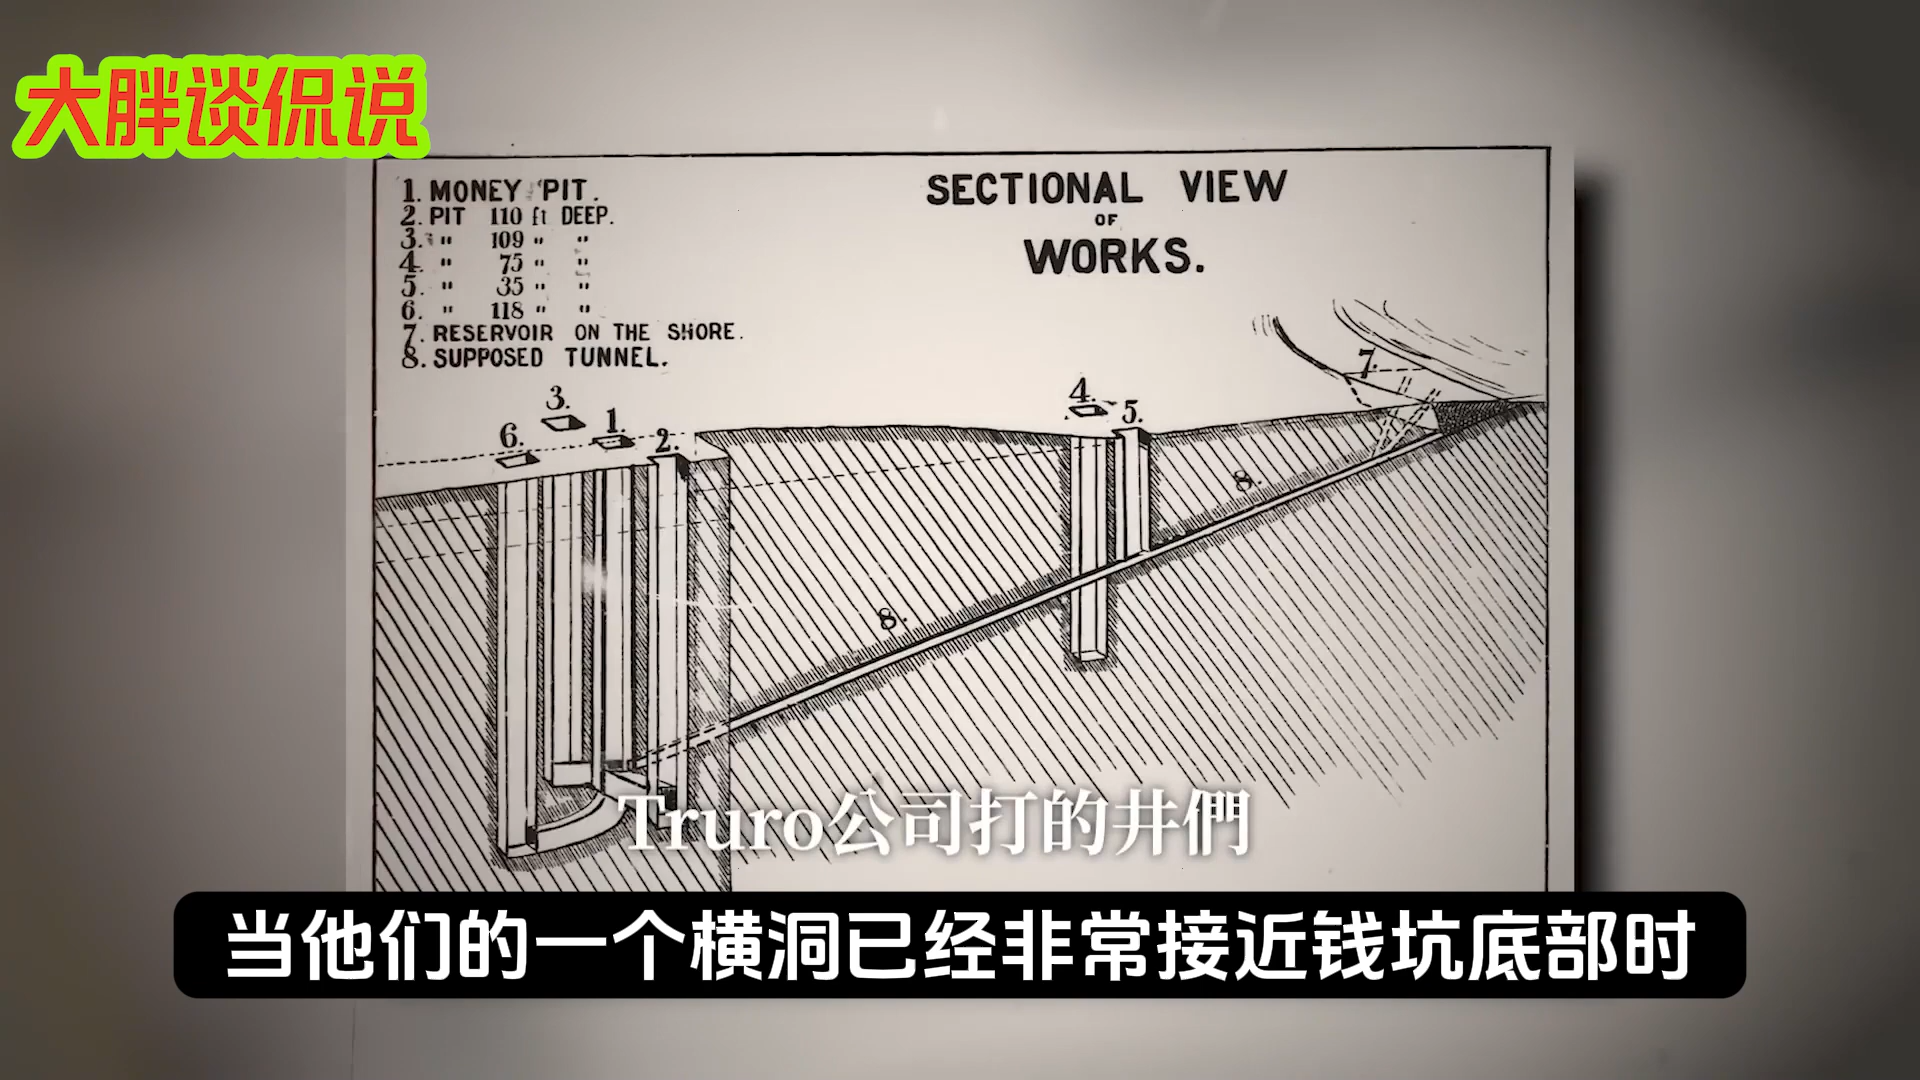 大胖谈侃说
1. MONEY PIT.
2. PIT 110 ft DEEP.
3. " 109 " "
4. " 75 " "
5. " 35 " "
6. " 118 " "
7. RESERVOIR ON THE SHORE.
8. SUPPOSED TUNNEL.
SECTIONAL VIEW
OF
WORKS.
7.
3.
4.
5.
1.
6.
2.
8.
8.
Truro公司打的井們
当他们的一个横洞已经非常接近钱坑底部时